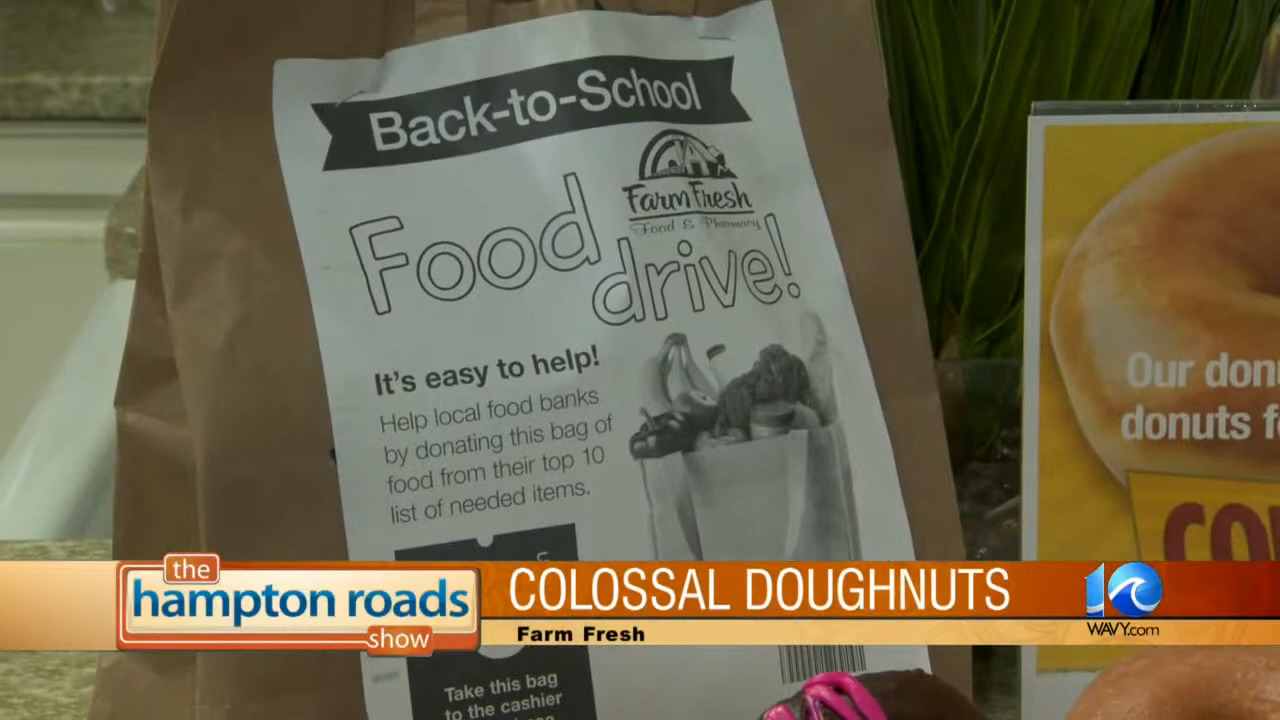 Back-to-School
Farm Fresh
Food & Pharmacy
Food
drive!
It's easy to help!
Help local food banks
by donating this bag of
food from their top 10
list of needed items.
Take this bag
to the cashier
Our
donuts
the
hampton roads
show
COLOSSAL DOUGHNUTS
Farm Fresh
10
WAVY.com